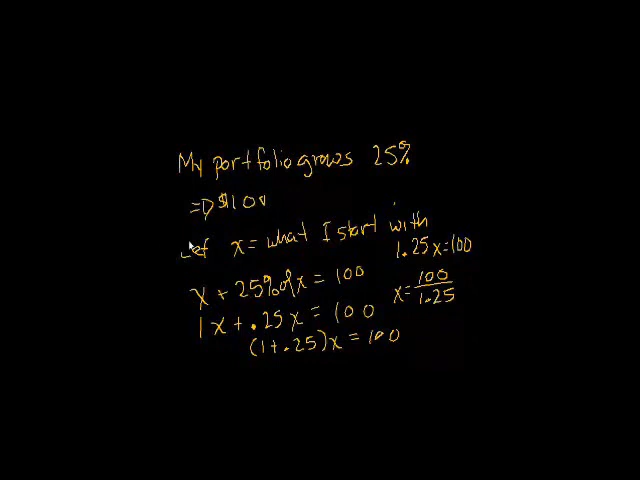 My portfolio grows 25%
=> $100
Let x = what I start with
x + 25% of x = 100
1x + .25x = 100
(1+.25)x = 100
1.25x=100
x= 100/1.25